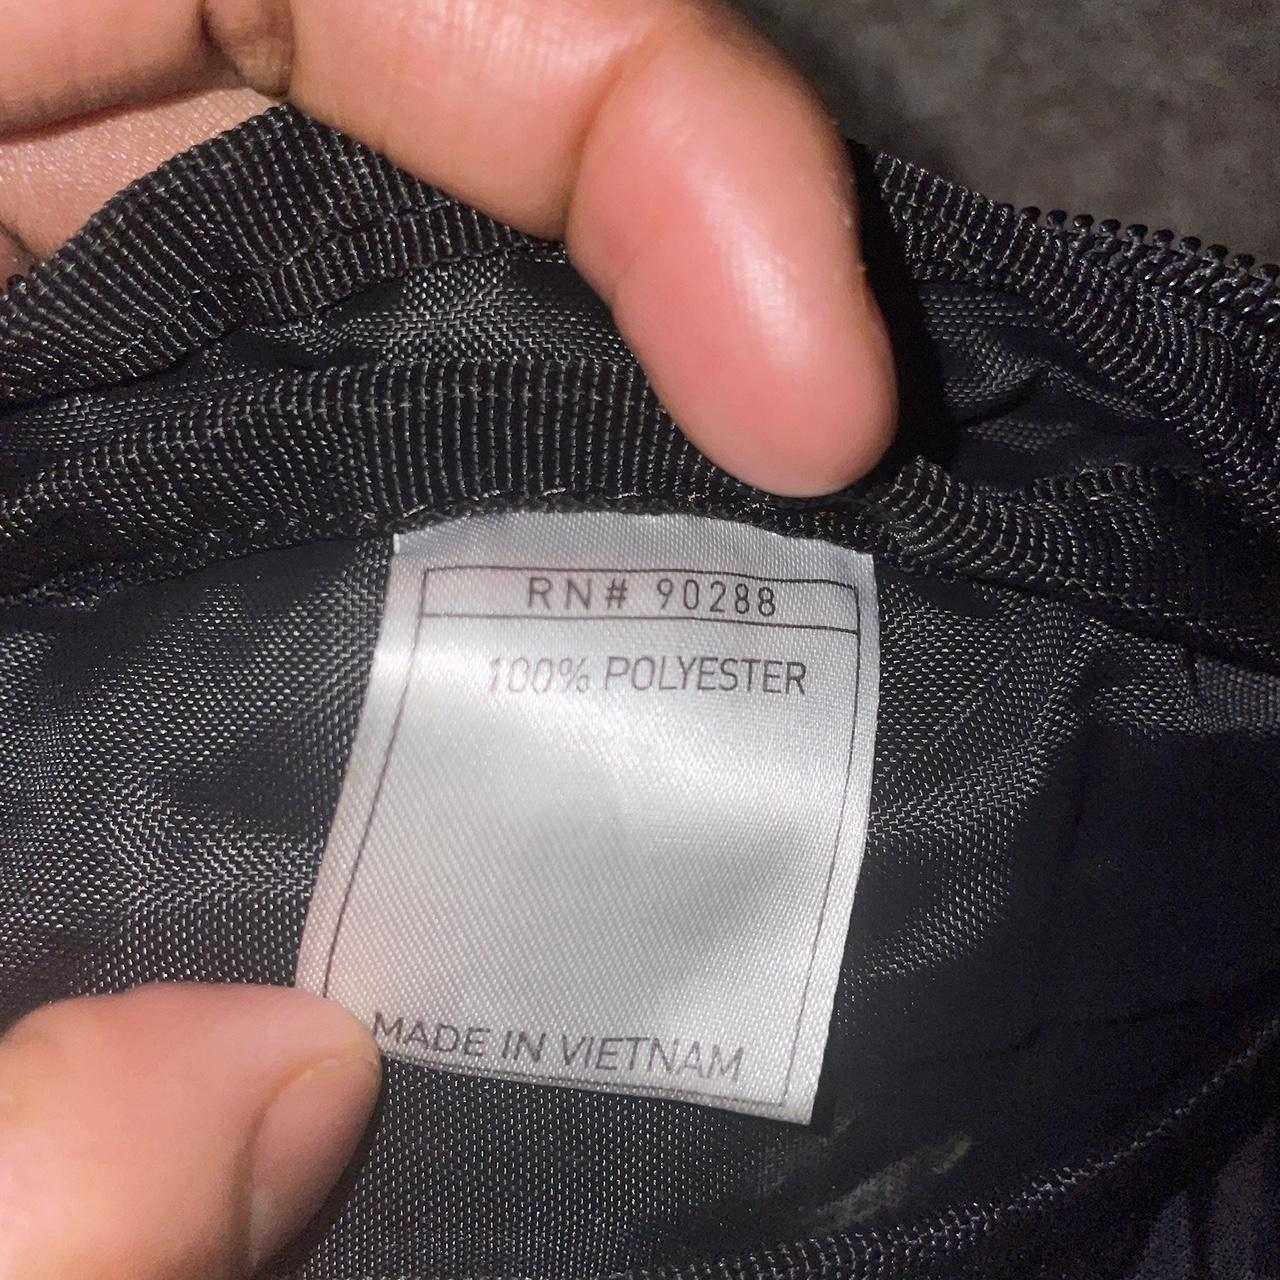 RN# 90288
100% POLYESTER
MADE IN VIETNAM